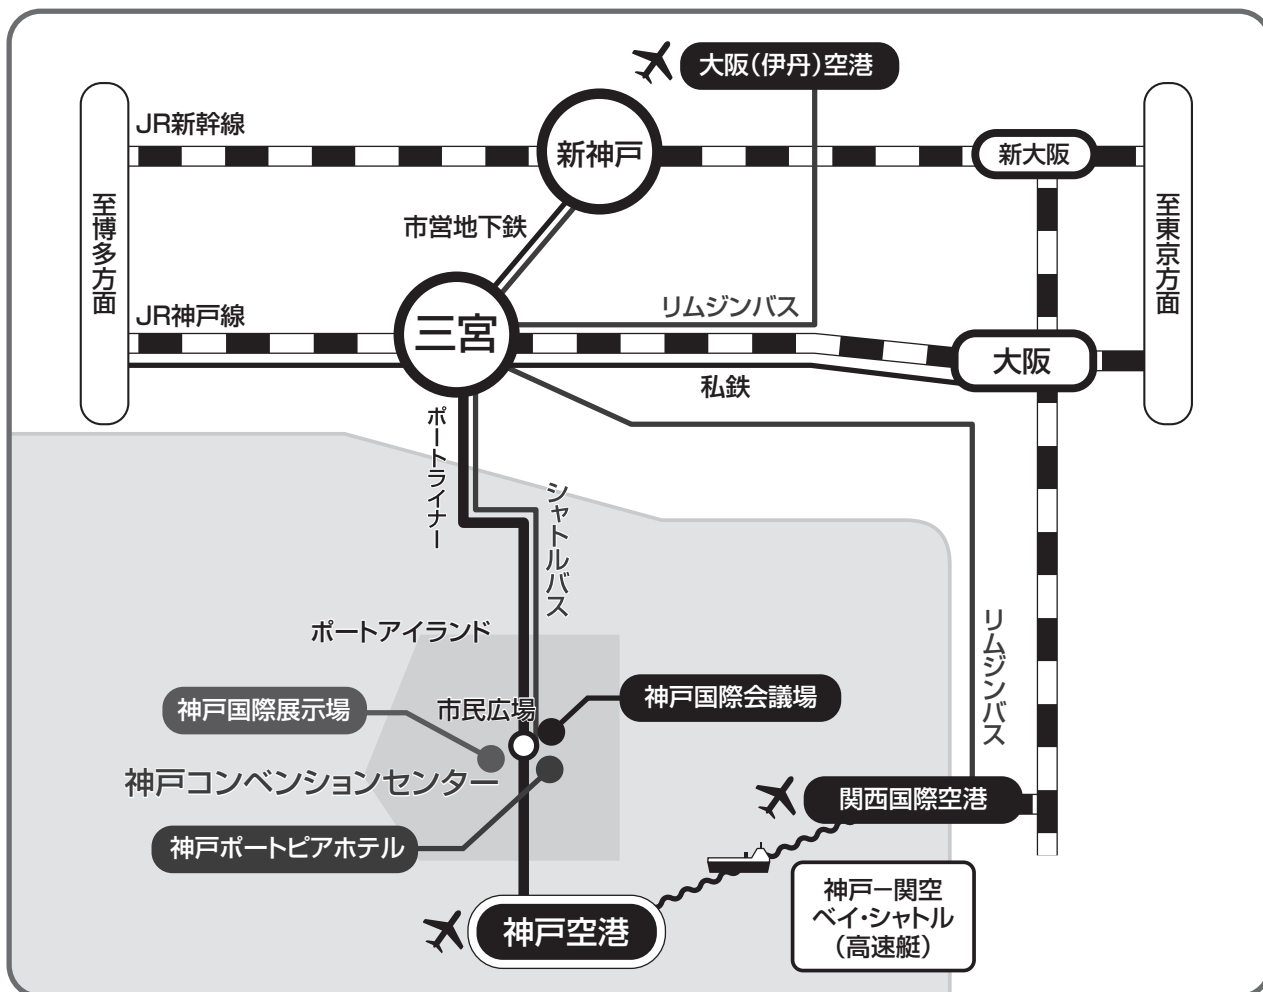 大阪（伊丹）空港
JR新幹線
新神戸
新大阪
至博多方面
至東京方面
市営地下鉄
リムジンバス
JR神戸線
三宮
大阪
私鉄
ポートライナー
シャトルバス
リムジンバス
ポートアイランド
神戸国際展示場
市民広場
神戸国際会議場
神戸コンベンションセンター
神戸ポートピアホテル
関西国際空港
神戸空港
神戸ー関空
ベイ・シャトル
（高速艇）